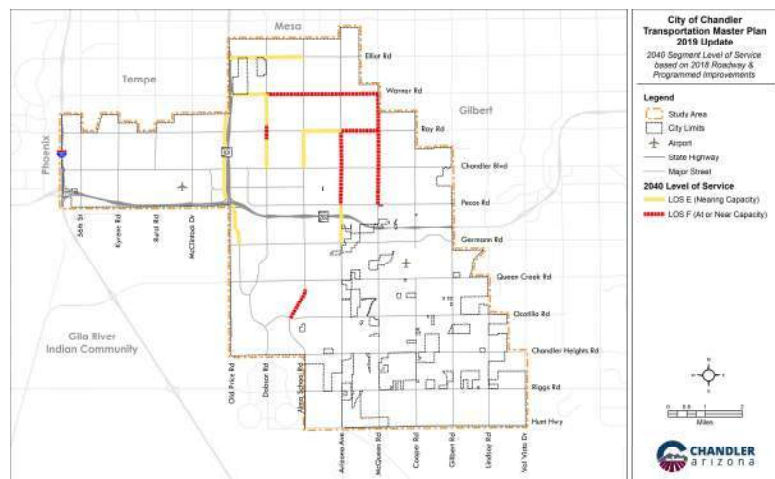 City of Chandler
Transportation Master Plan
2019 Update
2040 Segment Level of Service
based on 2018 Roadway &
Programmed Improvements
Legend
Study Area
City Limits
Airport
State Highway
Major Street
2040 Level of Service
LOS E (Nearing Capacity)
LOS F (At or Near Capacity)
Miles
CHANDLER
arizona
Mesa
Tempe
Gilbert
Phoenix
Gila River
Indian Community
Elliot Rd
Warner Rd
Ray Rd
Chandler Blvd
Pecos Rd
Germann Rd
Queen Creek Rd
Ocotillo Rd
Chandler Heights Rd
Riggs Rd
Hunt Hwy
56th St
Kyrene Rd
Rural Rd
McClintock Dr
Old Price Rd
Dobson Rd
Alma School Rd
Arizona Ave
McQueen Rd
Cooper Rd
Gilbert Rd
Lindsay Rd
Val Vista Dr